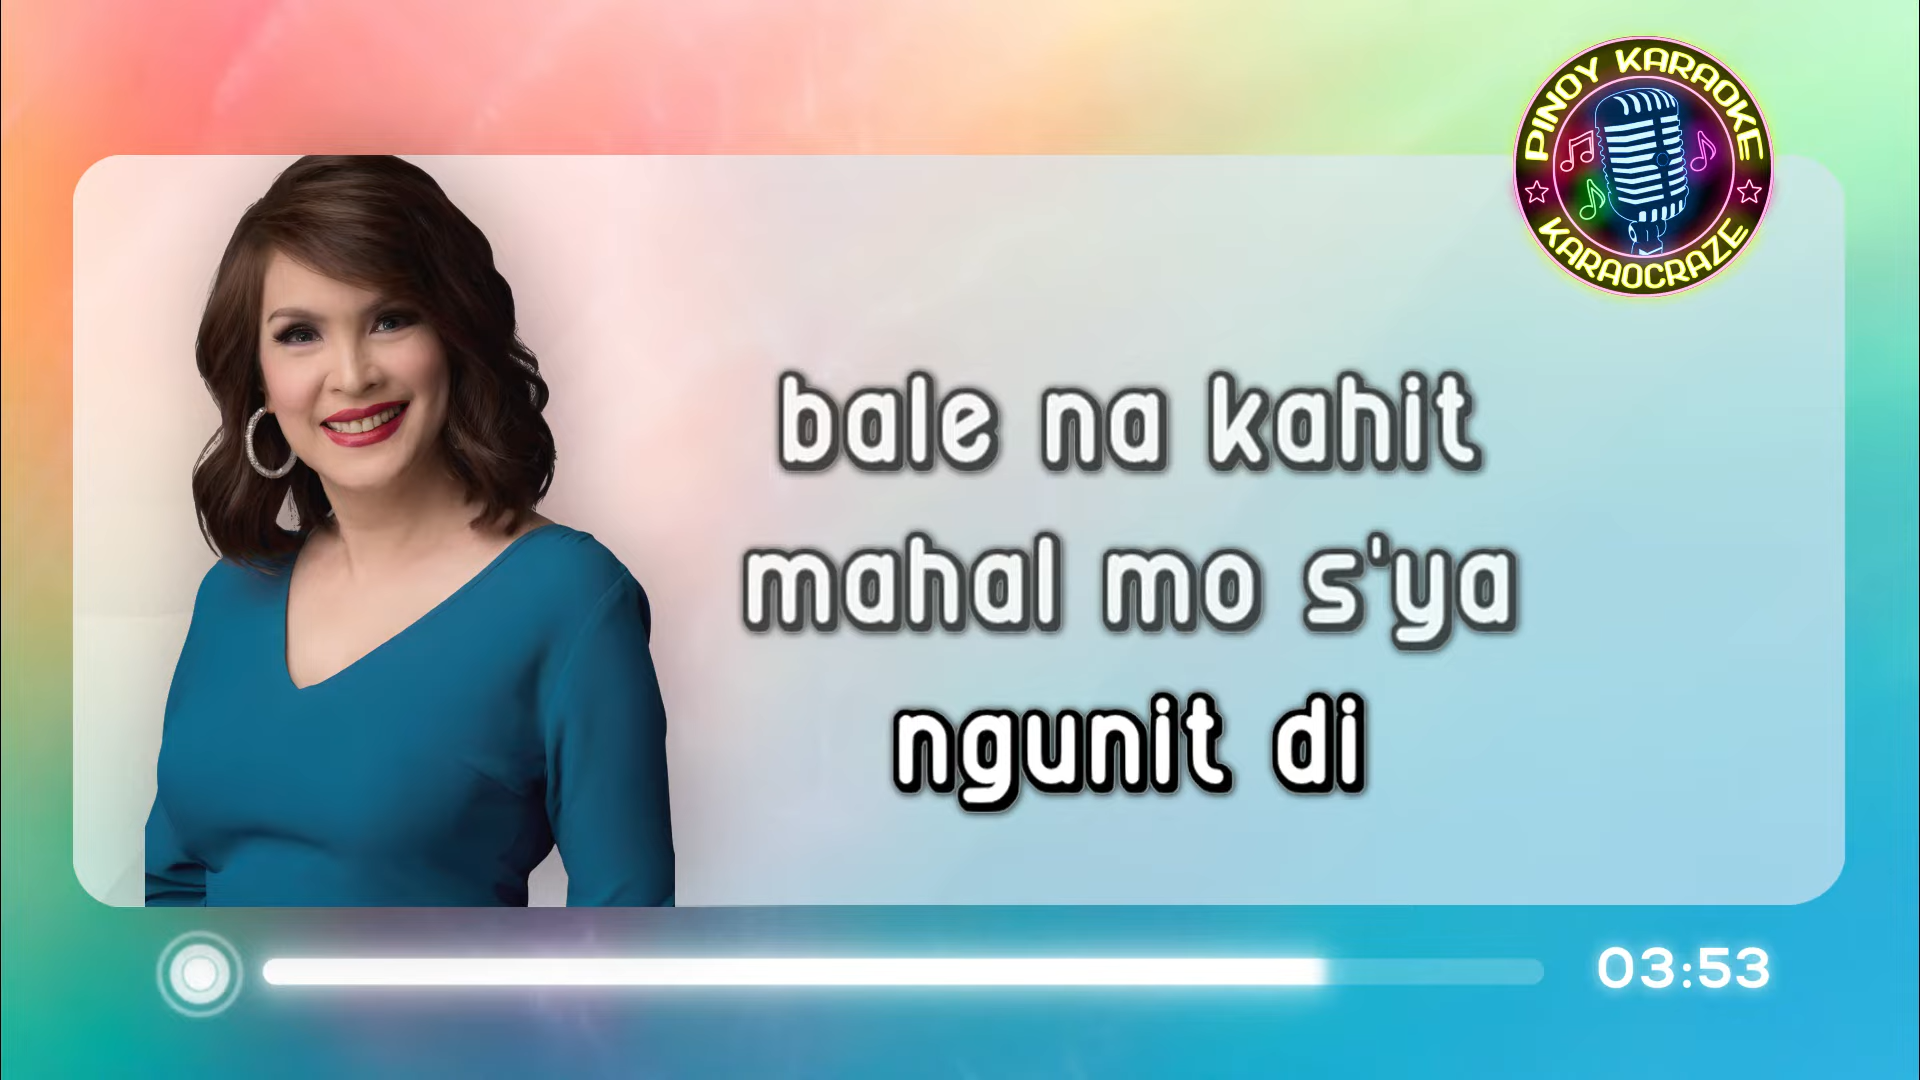 PINOY KARAOKE
KARAOCRAZE
bale na kahit
mahal mo s'ya
ngunit di
03:53